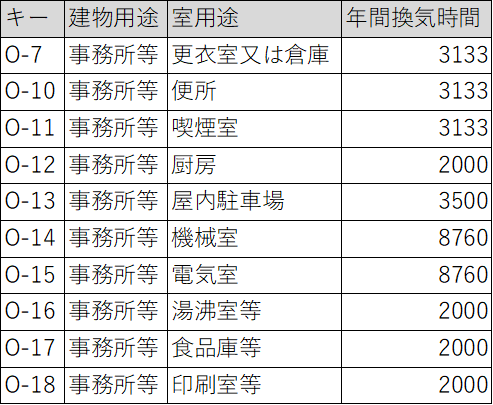 キー 建物用途 室用途 年間換気時間
O-7 事務所等 更衣室又は倉庫 3133
O-10 事務所等 便所 3133
O-11 事務所等 喫煙室 3133
O-12 事務所等 厨房 2000
O-13 事務所等 屋内駐車場 3500
O-14 事務所等 機械室 8760
O-15 事務所等 電気室 8760
O-16 事務所等 湯沸室等 2000
O-17 事務所等 食品庫等 2000
O-18 事務所等 印刷室等 2000